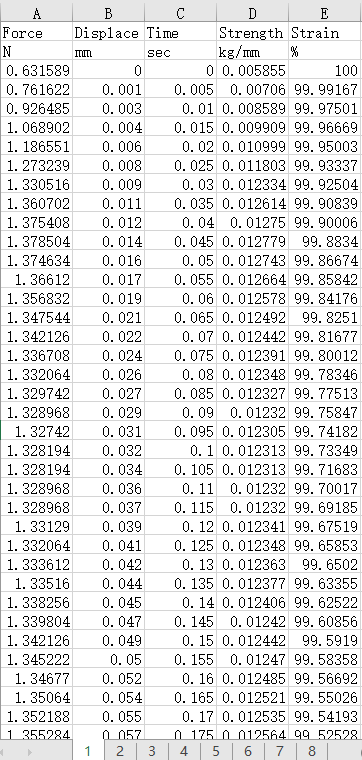 A B C D E
Force Displace Time Strength Strain
N mm sec kg/mm %
0.631589 0 0 0.005855 100
0.761622 0.001 0.005 0.00706 99.99167
0.926485 0.003 0.01 0.008589 99.97501
1.068902 0.004 0.015 0.009909 99.96669
1.186551 0.006 0.02 0.010999 99.95003
1.273239 0.008 0.025 0.011803 99.93337
1.330516 0.009 0.03 0.012334 99.92504
1.360702 0.011 0.035 0.012614 99.90839
1.375408 0.012 0.04 0.01275 99.90006
1.378504 0.014 0.045 0.012779 99.8834
1.374634 0.016 0.05 0.012743 99.86674
1.36612 0.017 0.055 0.012664 99.85842
1.356832 0.019 0.06 0.012578 99.84176
1.347544 0.021 0.065 0.012492 99.8251
1.342126 0.022 0.07 0.012442 99.81677
1.336708 0.024 0.075 0.012391 99.80012
1.332064 0.026 0.08 0.012348 99.78346
1.329742 0.027 0.085 0.012327 99.77513
1.328968 0.029 0.09 0.01232 99.75847
1.32742 0.031 0.095 0.012305 99.74182
1.328194 0.032 0.1 0.012313 99.73349
1.328194 0.034 0.105 0.012313 99.71683
1.328968 0.036 0.11 0.01232 99.70017
1.328968 0.037 0.115 0.01232 99.69185
1.33129 0.039 0.12 0.012341 99.67519
1.332064 0.041 0.125 0.012348 99.65853
1.333612 0.042 0.13 0.012363 99.6502
1.33516 0.044 0.135 0.012377 99.63355
1.338256 0.045 0.14 0.012406 99.62522
1.339804 0.047 0.145 0.01242 99.60856
1.342126 0.049 0.15 0.012442 99.5919
1.345222 0.05 0.155 0.01247 99.58358
1.34677 0.052 0.16 0.012485 99.56692
1.35064 0.054 0.165 0.012521 99.55026
1.352188 0.055 0.17 0.012535 99.54193
1.355284 0.057 0.175 0.012564 99.52528
1 2 3 4 5 6 7 8